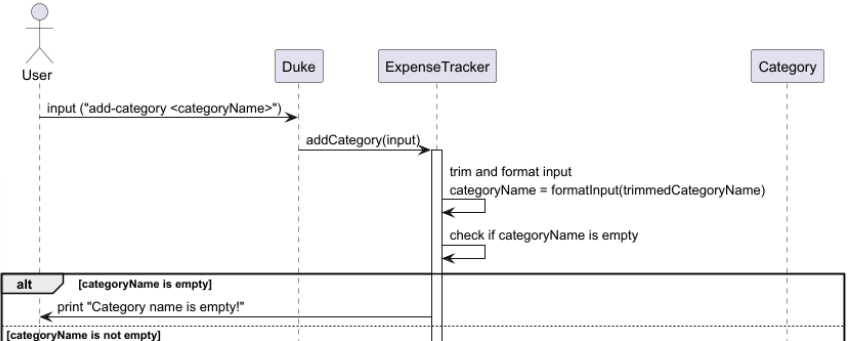 User
Duke
ExpenseTracker
Category
input ("add-category <categoryName>")
addCategory(input)
trim and format input
categoryName = formatInput(trimmedCategoryName)
check if categoryName is empty
alt
[categoryName is empty]
print "Category name is empty!"
[categoryName is not empty]